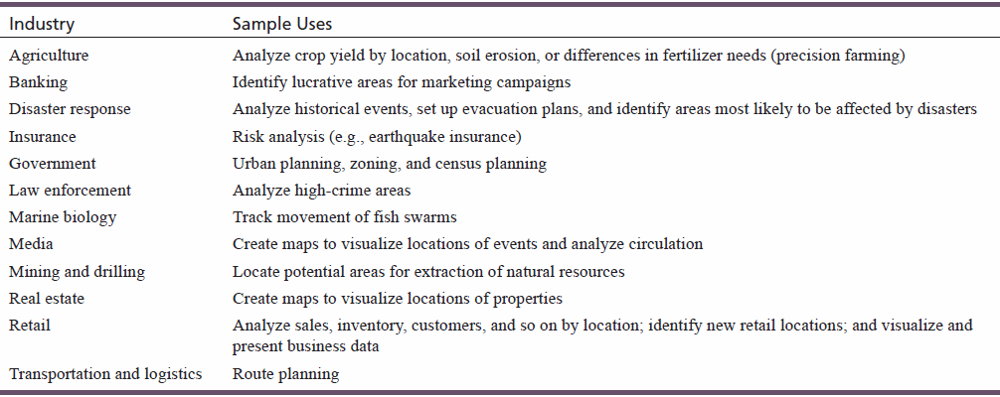 Industry Sample Uses
Agriculture Analyze crop yield by location, soil erosion, or differences in fertilizer needs (precision farming)
Banking Identify lucrative areas for marketing campaigns
Disaster response Analyze historical events, set up evacuation plans, and identify areas most likely to be affected by disasters
Insurance Risk analysis (e.g., earthquake insurance)
Government Urban planning, zoning, and census planning
Law enforcement Analyze high-crime areas
Marine biology Track movement of fish swarms
Media Create maps to visualize locations of events and analyze circulation
Mining and drilling Locate potential areas for extraction of natural resources
Real estate Create maps to visualize locations of properties
Retail Analyze sales, inventory, customers, and so on by location; identify new retail locations; and visualize and
present business data
Transportation and logistics Route planning